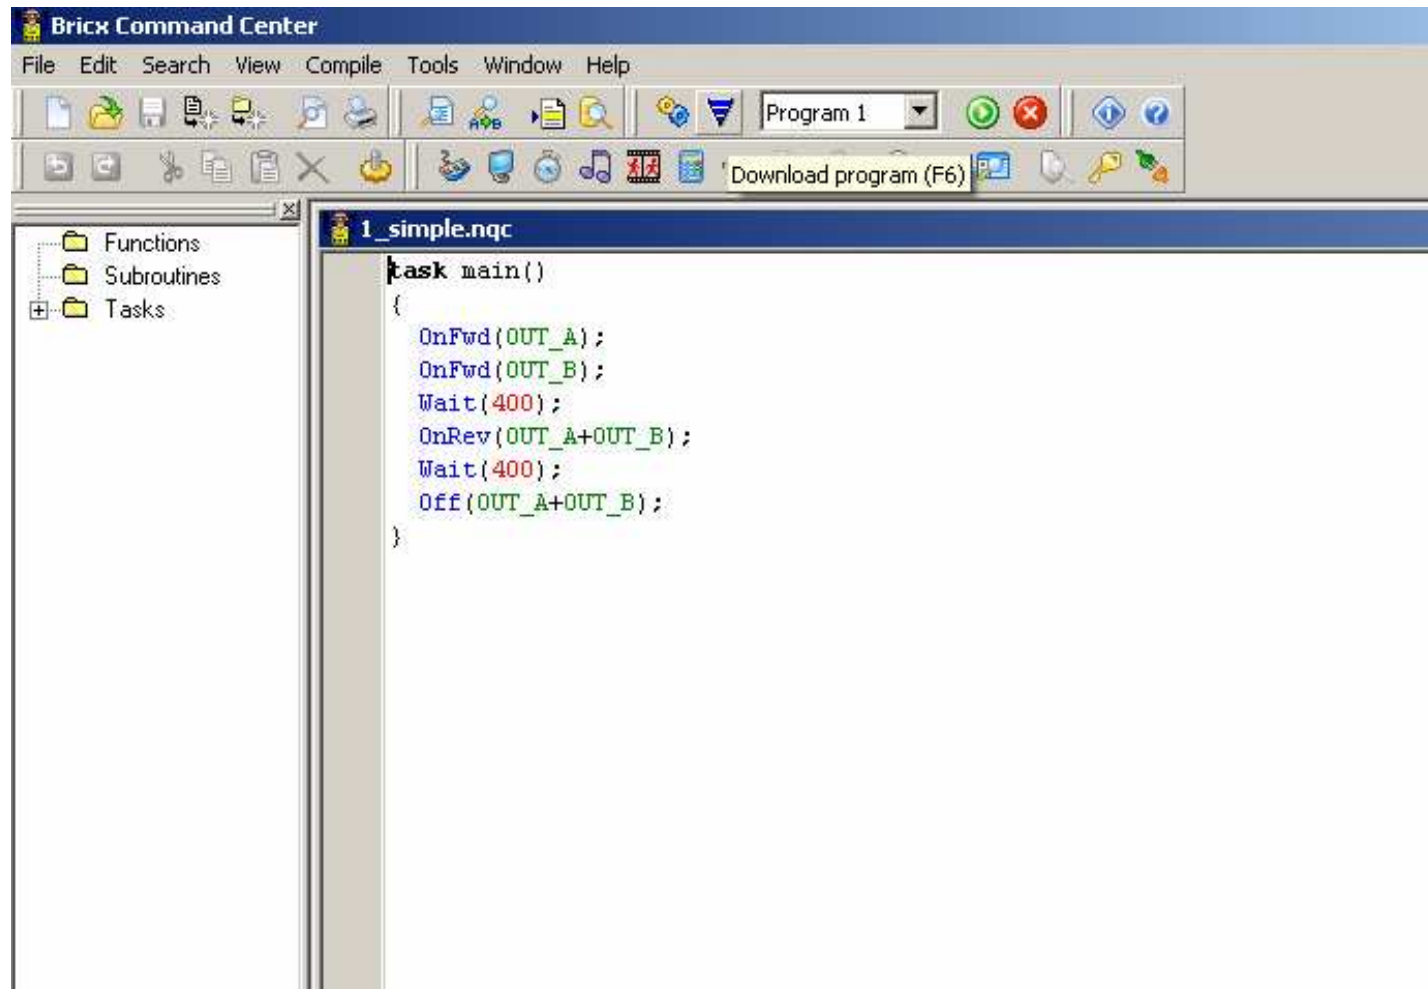 Bricx Command Center
File Edit Search View Compile Tools Window Help
Program 1
Download program (F6)
Functions
Subroutines
Tasks
1_simple.nqc
task main()
{
OnFwd(OUT_A);
OnFwd(OUT_B);
Wait(400);
OnRev(OUT_A+OUT_B);
Wait(400);
Off(OUT_A+OUT_B);
}